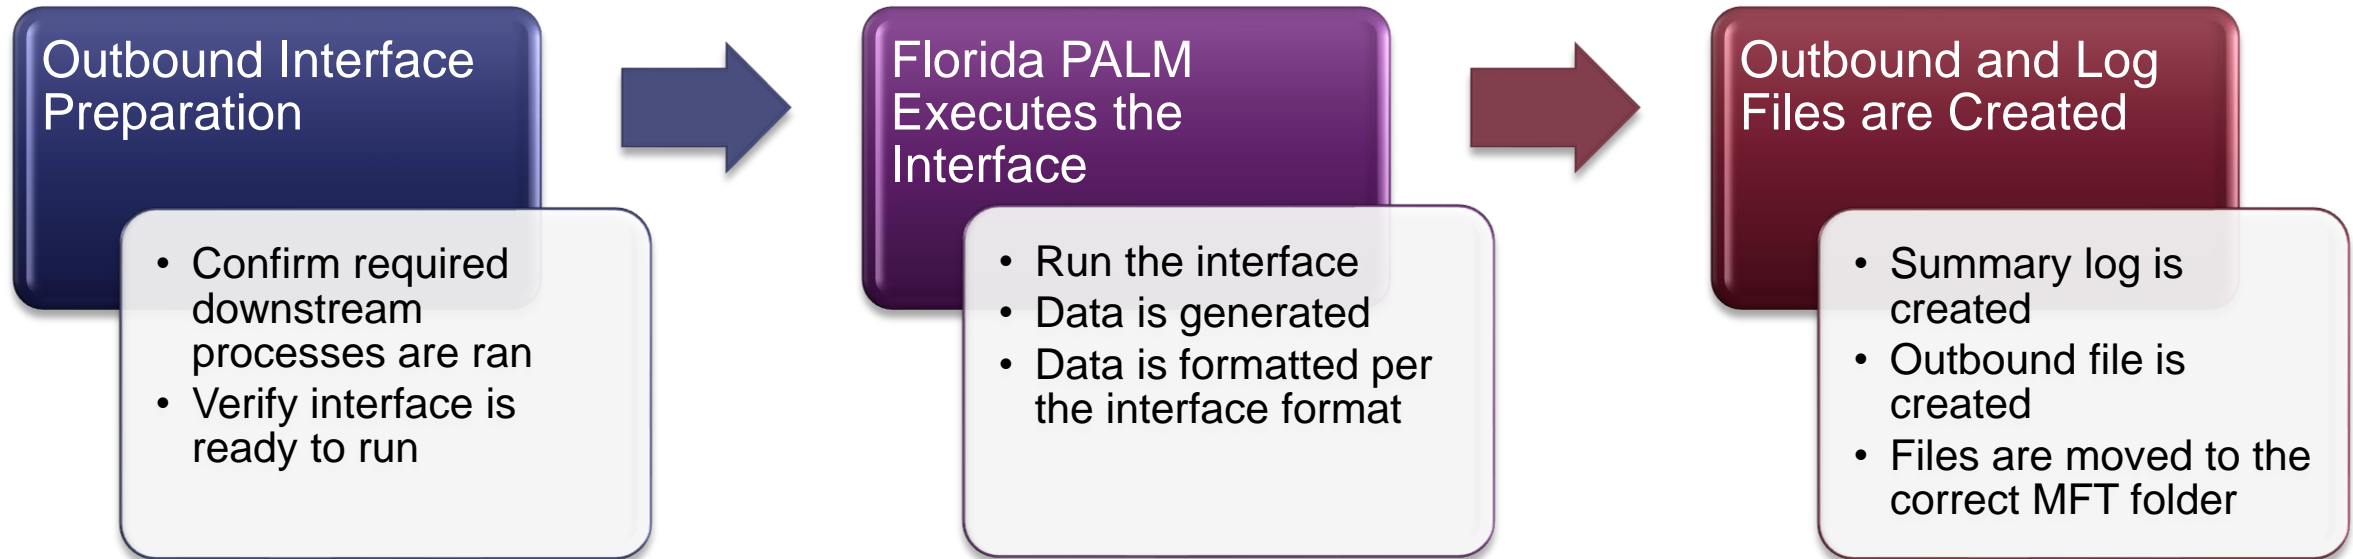 Outbound Interface
Preparation
• Confirm required
downstream
processes are ran
• Verify interface is
ready to run
Florida PALM
Executes the
Interface
• Run the interface
• Data is generated
• Data is formatted per
the interface format
Outbound and Log
Files are Created
• Summary log is
created
• Outbound file is
created
• Files are moved to the
correct MFT folder